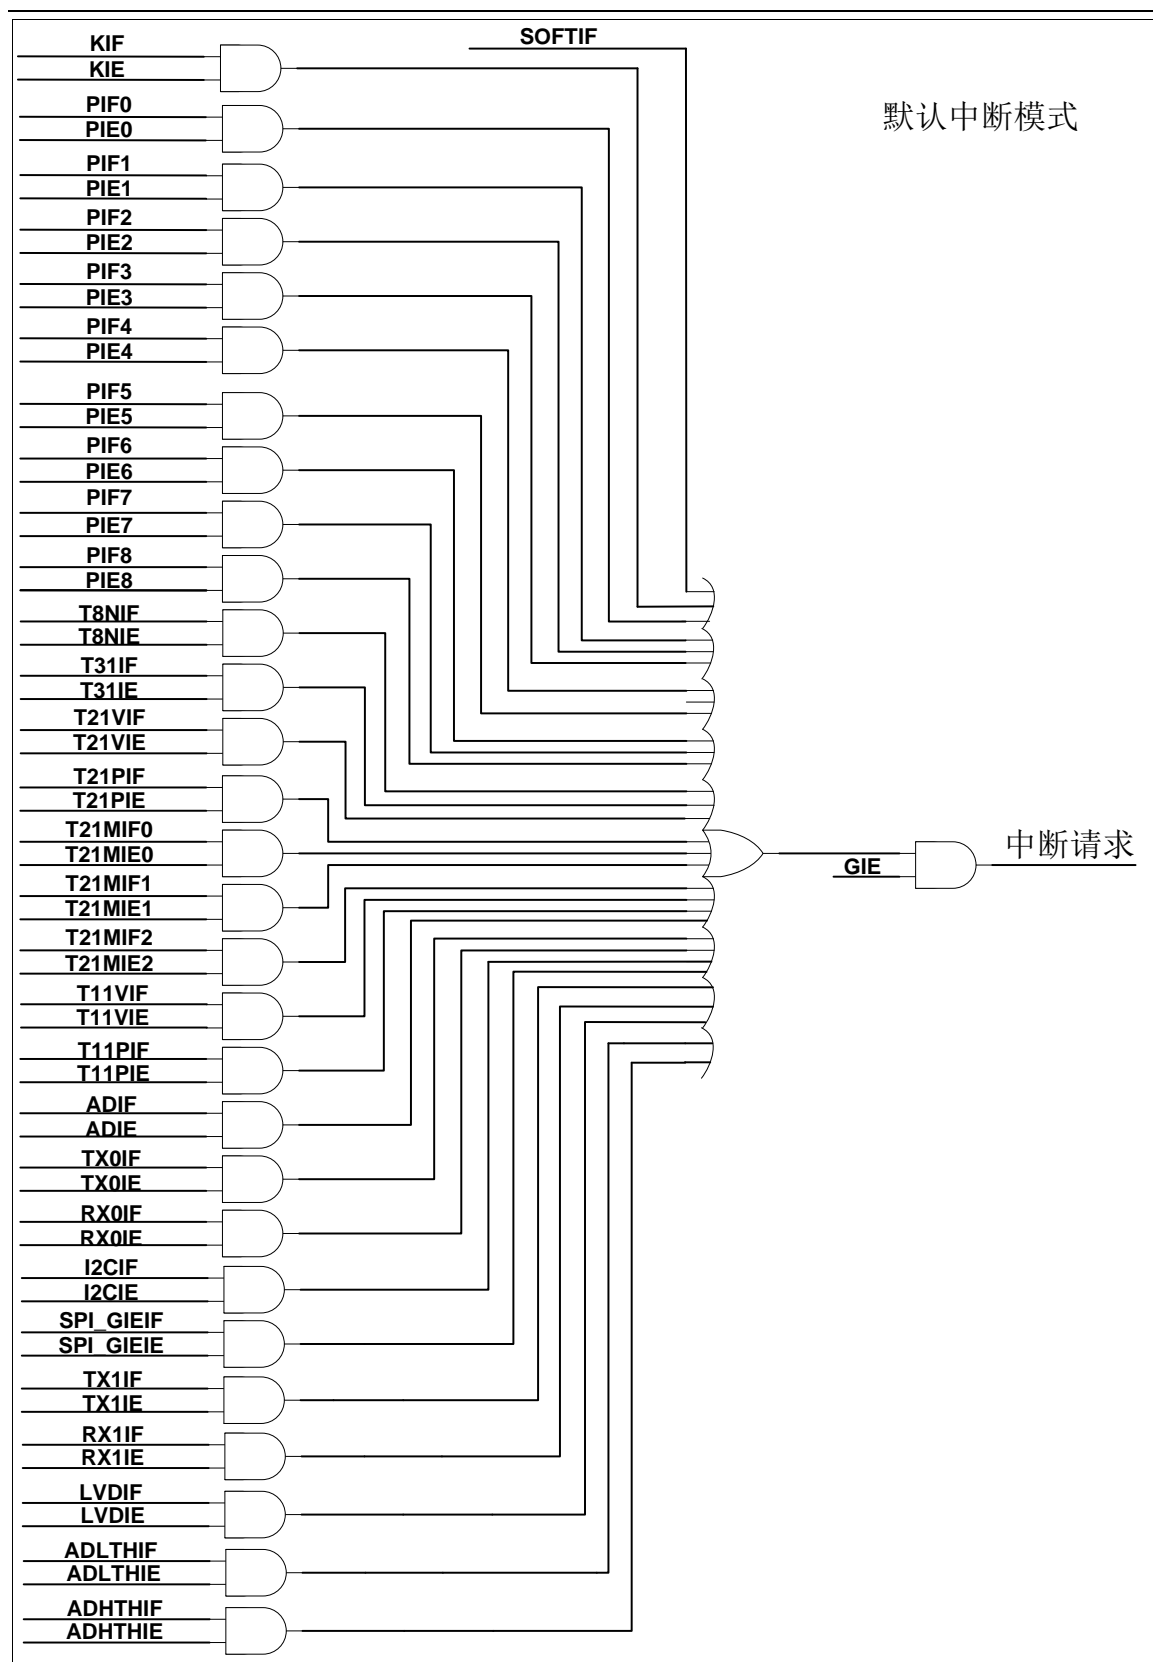 KIF
SOFTIF
KIE
默认中断模式
PIF0
PIE0
PIF1
PIE1
PIF2
PIE2
PIF3
PIE3
PIF4
PIE4
PIF5
PIE5
PIF6
PIE6
PIF7
PIE7
PIF8
PIE8
T8NIF
T8NIE
T31IF
T31IE
T21VIF
T21VIE
T21PIF
T21PIE
T21MIF0
T21MIE0
中断请求
GIE
T21MIF1
T21MIE1
T21MIF2
T21MIE2
T11VIF
T11VIE
T11PIF
T11PIE
ADIF
ADIE
TX0IF
TX0IE
RX0IF
RX0IE
I2CIF
I2CIE
SPI_GIEIF
SPI_GIEIE
TX1IF
TX1IE
RX1IF
RX1IE
LVDIF
LVDIE
ADLTHIF
ADLTHIE
ADHTHIF
ADHTHIE